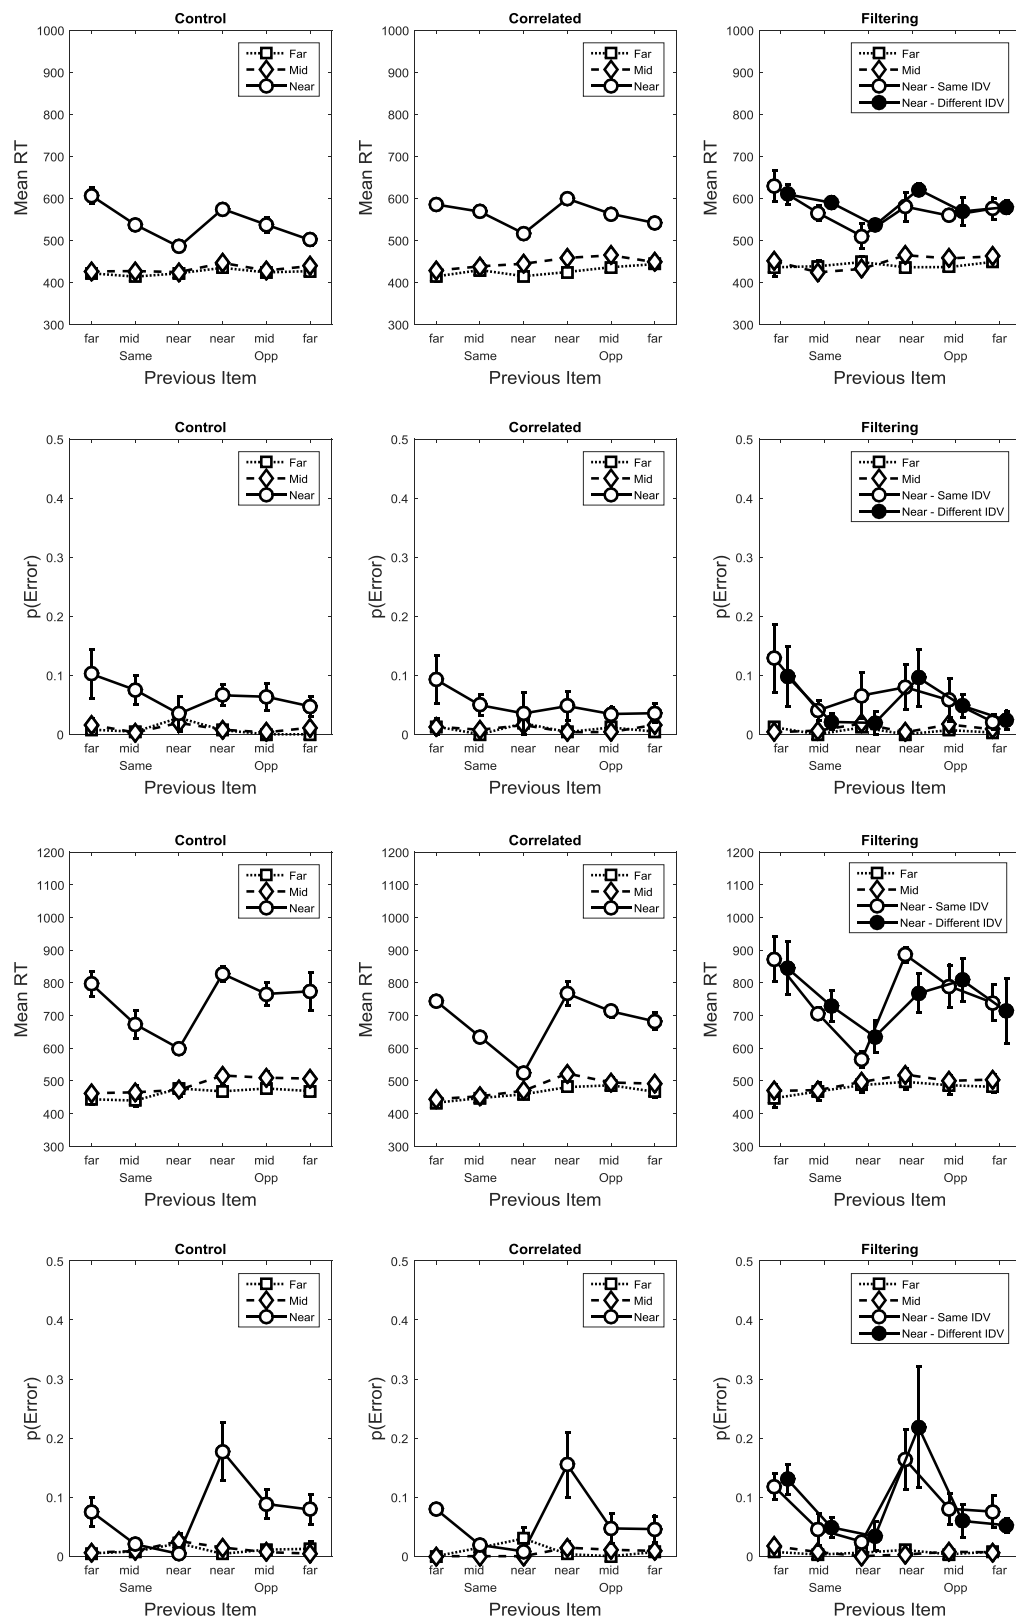 Control
1000
900
800
700
600
500
400
300
Mean RT
Far
Mid
Near
far mid near near mid far
Same Opp
Previous Item
Correlated
1000
900
800
700
600
500
400
300
Mean RT
Far
Mid
Near
far mid near near mid far
Same Opp
Previous Item
Filtering
1000
900
800
700
600
500
400
300
Mean RT
Far
Mid
Near - Same IDV
Near - Different IDV
far mid near near mid far
Same Opp
Previous Item
Control
0.5
0.4
0.3
0.2
0.1
0
p(Error)
Far
Mid
Near
far mid near near mid far
Same Opp
Previous Item
Correlated
0.5
0.4
0.3
0.2
0.1
0
p(Error)
Far
Mid
Near
far mid near near mid far
Same Opp
Previous Item
Filtering
0.5
0.4
0.3
0.2
0.1
0
p(Error)
Far
Mid
Near - Same IDV
Near - Different IDV
far mid near near mid far
Same Opp
Previous Item
Control
1200
1100
1000
900
800
700
600
500
400
300
Mean RT
Far
Mid
Near
far mid near near mid far
Same Opp
Previous Item
Correlated
1200
1100
1000
900
800
700
600
500
400
300
Mean RT
Far
Mid
Near
far mid near near mid far
Same Opp
Previous Item
Filtering
1200
1100
1000
900
800
700
600
500
400
300
Mean RT
Far
Mid
Near - Same IDV
Near - Different IDV
far mid near near mid far
Same Opp
Previous Item
Control
0.5
0.4
0.3
0.2
0.1
0
p(Error)
Far
Mid
Near
far mid near near mid far
Same Opp
Previous Item
Correlated
0.5
0.4
0.3
0.2
0.1
0
p(Error)
Far
Mid
Near
far mid near near mid far
Same Opp
Previous Item
Filtering
0.5
0.4
0.3
0.2
0.1
0
p(Error)
Far
Mid
Near - Same IDV
Near - Different IDV
far mid near near mid far
Same Opp
Previous Item